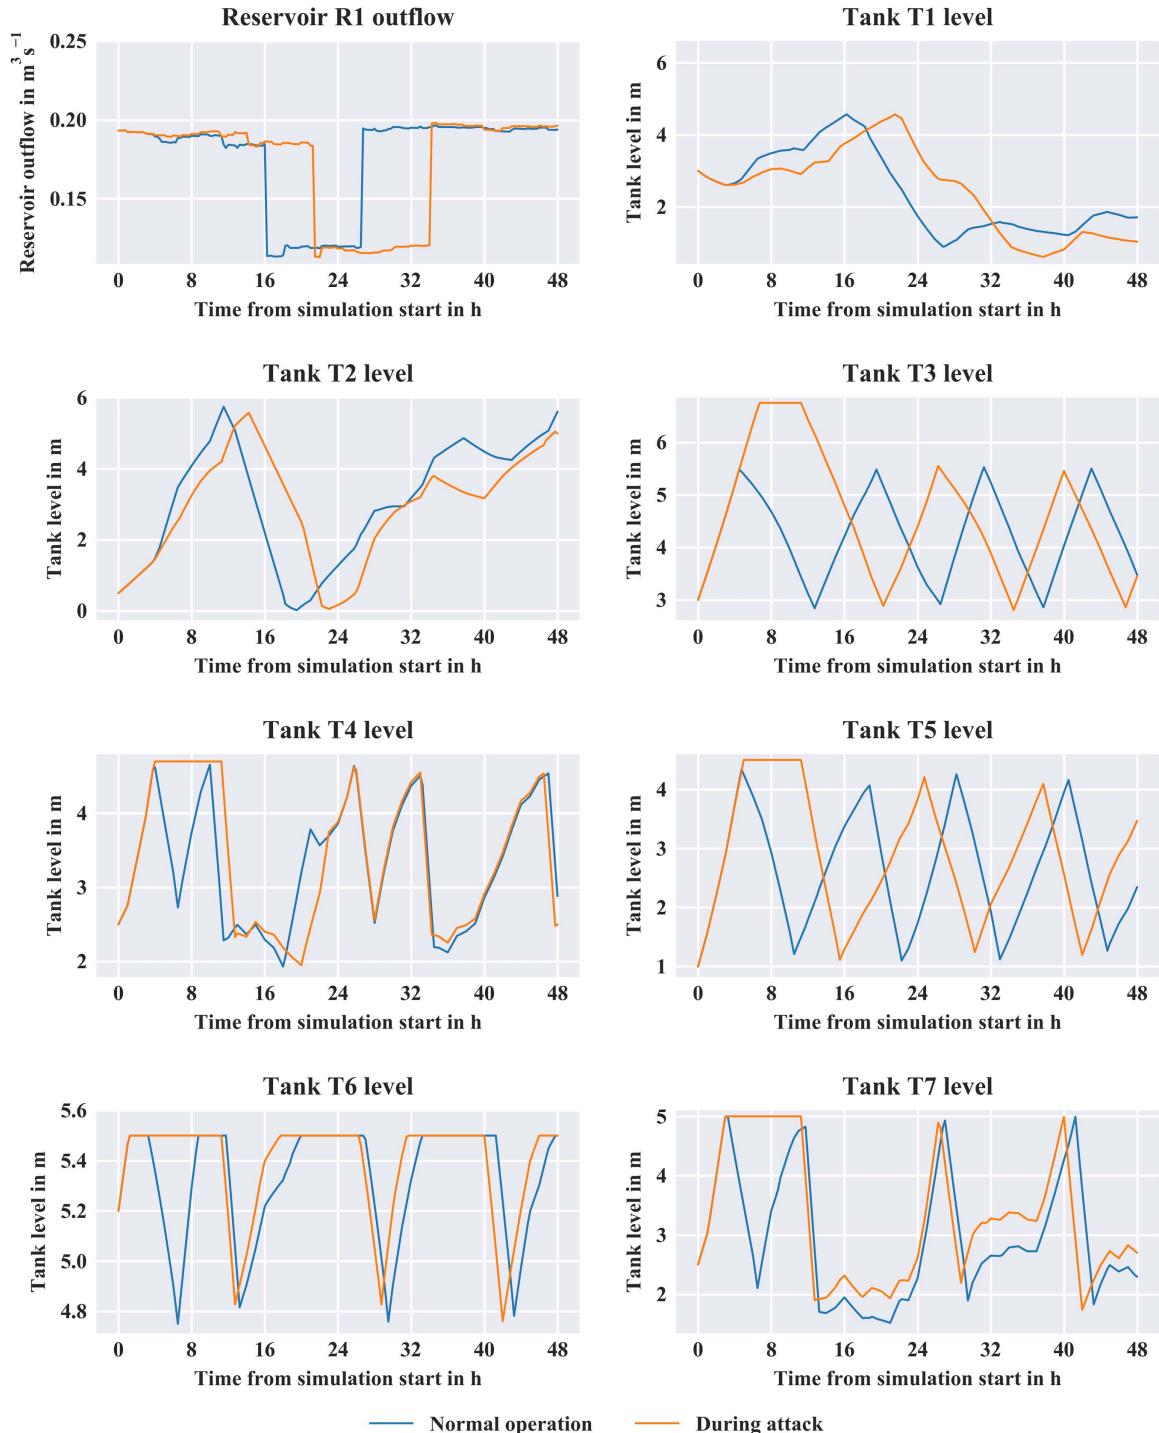 Reservoir R1 outflow
Reservoir outflow in m³ s⁻¹
0.25
0.20
0.15
0 8 16 24 32 40 48
Time from simulation start in h
Tank T1 level
Tank level in m
6
4
2
0 8 16 24 32 40 48
Time from simulation start in h
Tank T2 level
Tank level in m
6
4
2
0
0 8 16 24 32 40 48
Time from simulation start in h
Tank T3 level
Tank level in m
6
5
4
3
0 8 16 24 32 40 48
Time from simulation start in h
Tank T4 level
Tank level in m
4
3
2
0 8 16 24 32 40 48
Time from simulation start in h
Tank T5 level
Tank level in m
4
3
2
1
0 8 16 24 32 40 48
Time from simulation start in h
Tank T6 level
Tank level in m
5.6
5.4
5.2
5.0
4.8
0 8 16 24 32 40 48
Time from simulation start in h
Tank T7 level
Tank level in m
5
4
3
2
0 8 16 24 32 40 48
Time from simulation start in h
Normal operation
During attack